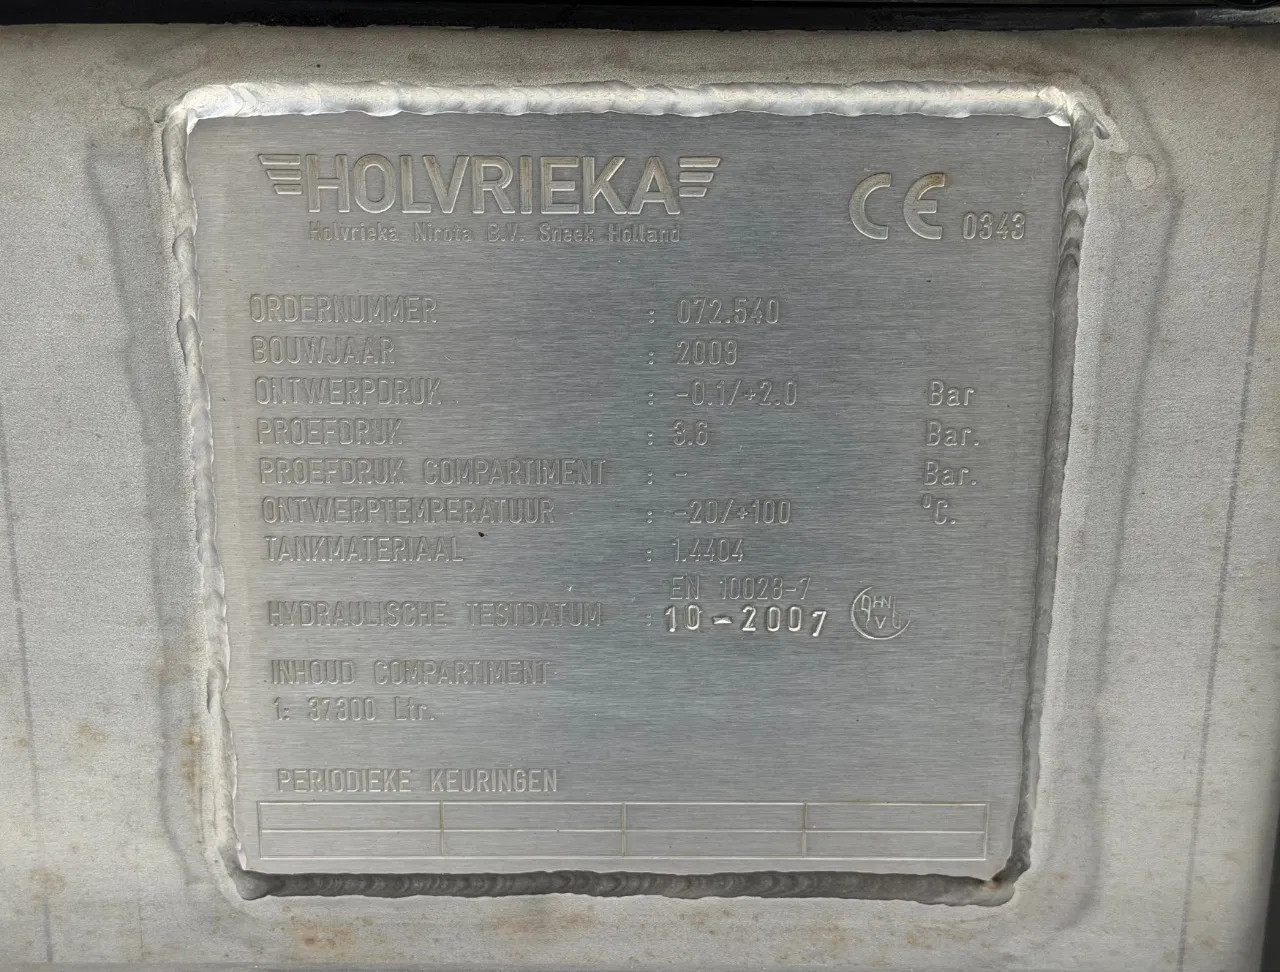 HOLVRIEKA
Holvrieka Nirota B.V. Sneek Holland
CE 0343
ORDERNUMMER : 072.540
BOUWJAAR : 2009
ONTWERPDRUK : -0.1/+2.0 Bar
PROEFDRUK : 3.6 Bar.
PROEFDRUK COMPARTIMENT : - Bar.
ONTWERPTEMPERATUUR : -20/+100 °C.
TANKMATERIAAL : 1.4404
EN 10028-7
HYDRAULISCHE TESTDATUM : 10-2007
INHOUD COMPARTIMENT
1: 37300 Ltr.
PERIODIEKE KEURINGEN